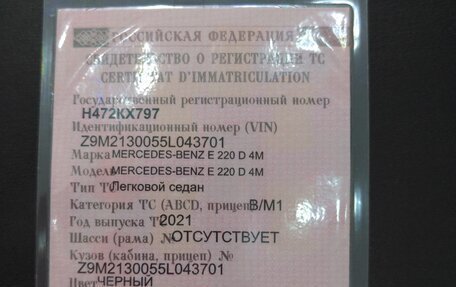 РОССИЙСКАЯ ФЕДЕРАЦИЯ
СВИДЕТЕЛЬСТВО О РЕГИСТРАЦИИ ТС
CERTIFICAT D'IMMATRICULATION
Государственный регистрационный номер
Н472КХ797
Идентификационный номер (VIN)
Z9M2130055L043701
Марка MERCEDES-BENZ E 220 D 4M
Модель MERCEDES-BENZ E 220 D 4M
Тип ТС Легковой седан
Категория ТС (ABCD, прицеп) B/M1
Год выпуска ТС 2021
Шасси (рама) № ОТСУТСТВУЕТ
Кузов (кабина, прицеп) №
Z9M2130055L043701
Цвет ЧЕРНЫЙ